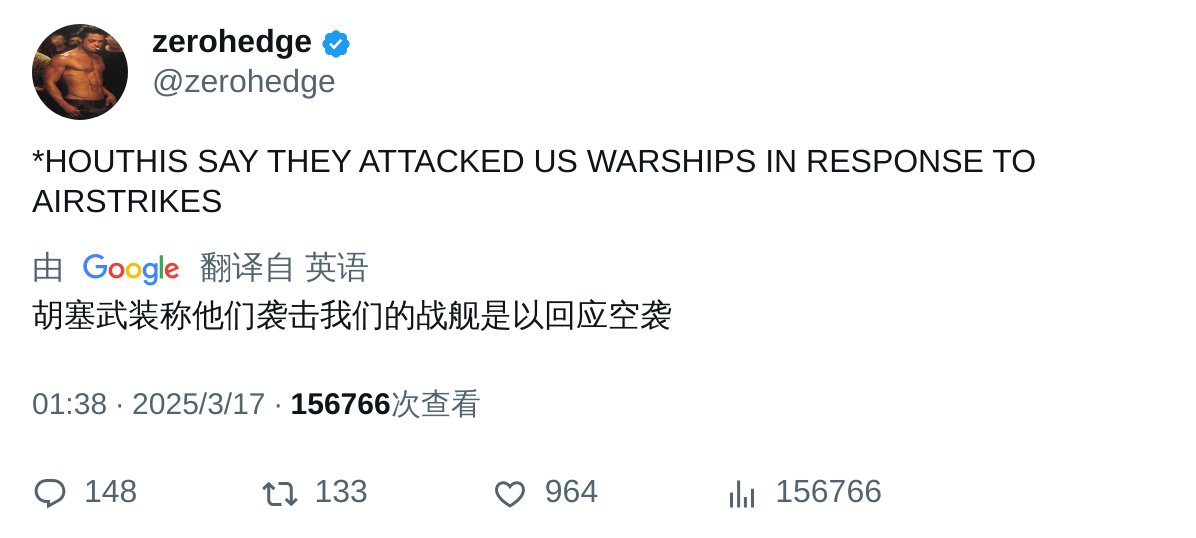 zerohedge
@zerohedge
*HOUTHIS SAY THEY ATTACKED US WARSHIPS IN RESPONSE TO
AIRSTRIKES
由 Google 翻译自 英语
胡塞武装称他们袭击我们的战舰是以回应空袭
01:38 · 2025/3/17 · 156766次查看
148 133 964 156766